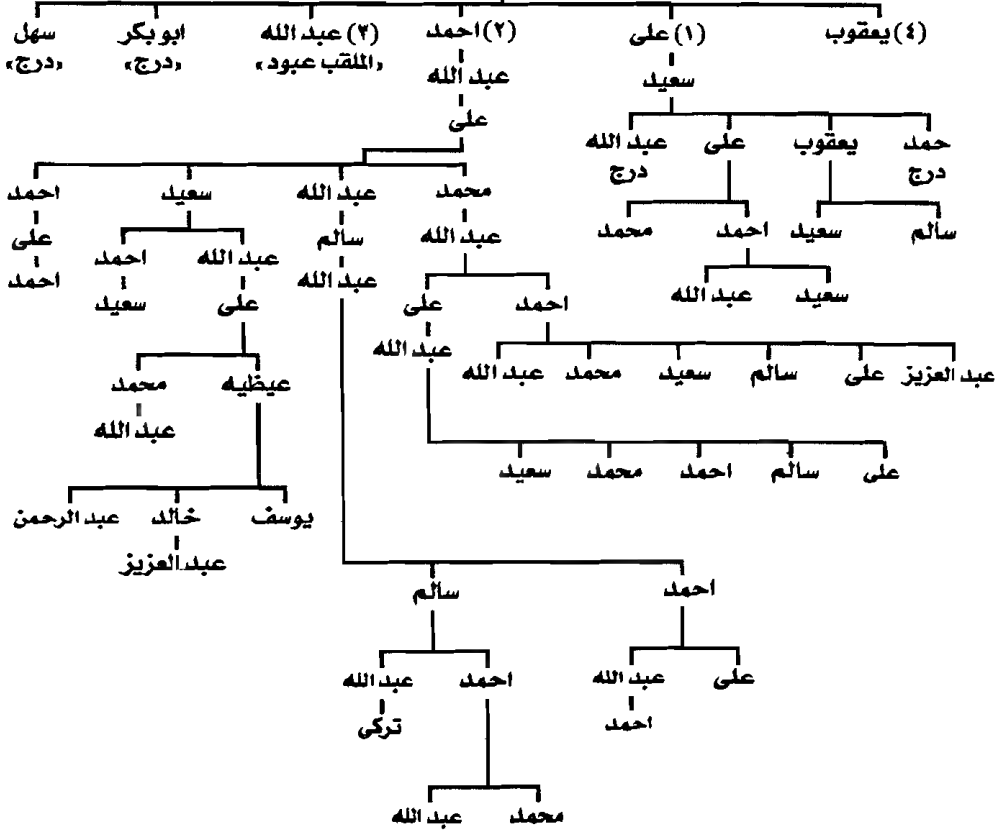 (٤) يعقوب (١) على (٢) احمد (٣) عبد الله ابو بكر سهل
«الملقب عبود» «درج» «درج»
سعيد عبد الله
على
حمد يعقوب على عبد الله
درج درج
محمد عبد الله سعيد احمد
سالم سعيد احمد محمد
عبد الله سالم على
عبد الله احمد
عبد الله احمد
سعيد عبد الله
على سعيد
احمد على
عبد العزيز على سالم سعيد محمد عبد الله
عبد الله
عيظيه محمد
عبد الله
على سالم احمد محمد سعيد
يوسف خالد عبد الرحمن
عبد العزيز
احمد سالم
على عبد الله احمد عبد الله
احمد تركى
محمد عبد الله